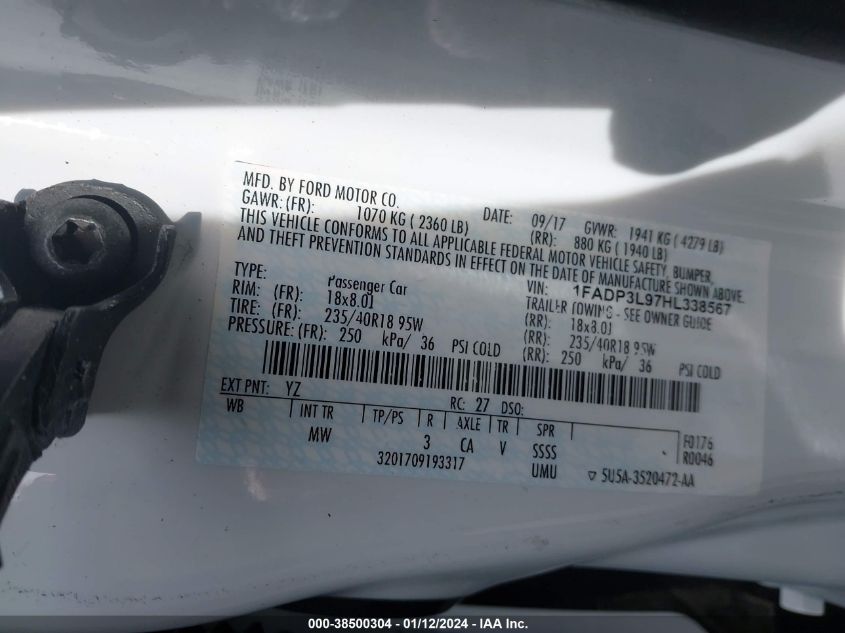 MFD. BY FORD MOTOR CO.
DATE: 09/17 GVWR: 1941 KG ( 4279 LB)
GAWR: (FR): 1070 KG ( 2360 LB) (RR): 880 KG ( 1940 LB)
THIS VEHICLE CONFORMS TO ALL APPLICABLE FEDERAL MOTOR VEHICLE SAFETY, BUMPER,
AND THEFT PREVENTION STANDARDS IN EFFECT ON THE DATE OF MANUFACTURE SHOWN ABOVE.
VIN: 1FADP3L97HL338567
TYPE: Passenger Car TRAILER TOWING - SEE OWNER GUIDE
RIM: (FR): 18x8.0J (RR): 18x8.0J
TIRE: (FR): 235/40R18 95W (RR): 235/40R18 95W
PRESSURE: (FR): 250 kPa/ 36 PSI COLD (RR): 250 kPa/ 36 PSI COLD
EXT PNT: YZ RC: 27 DSO:
WB INT TR TP/PS R AXLE TR SPR
MW 3 CA V SSSS
F0176
R0046
3201709193317 UMU
▽ 5U5A-3520472-AA
000-38500304 - 01/12/2024 - IAA Inc.